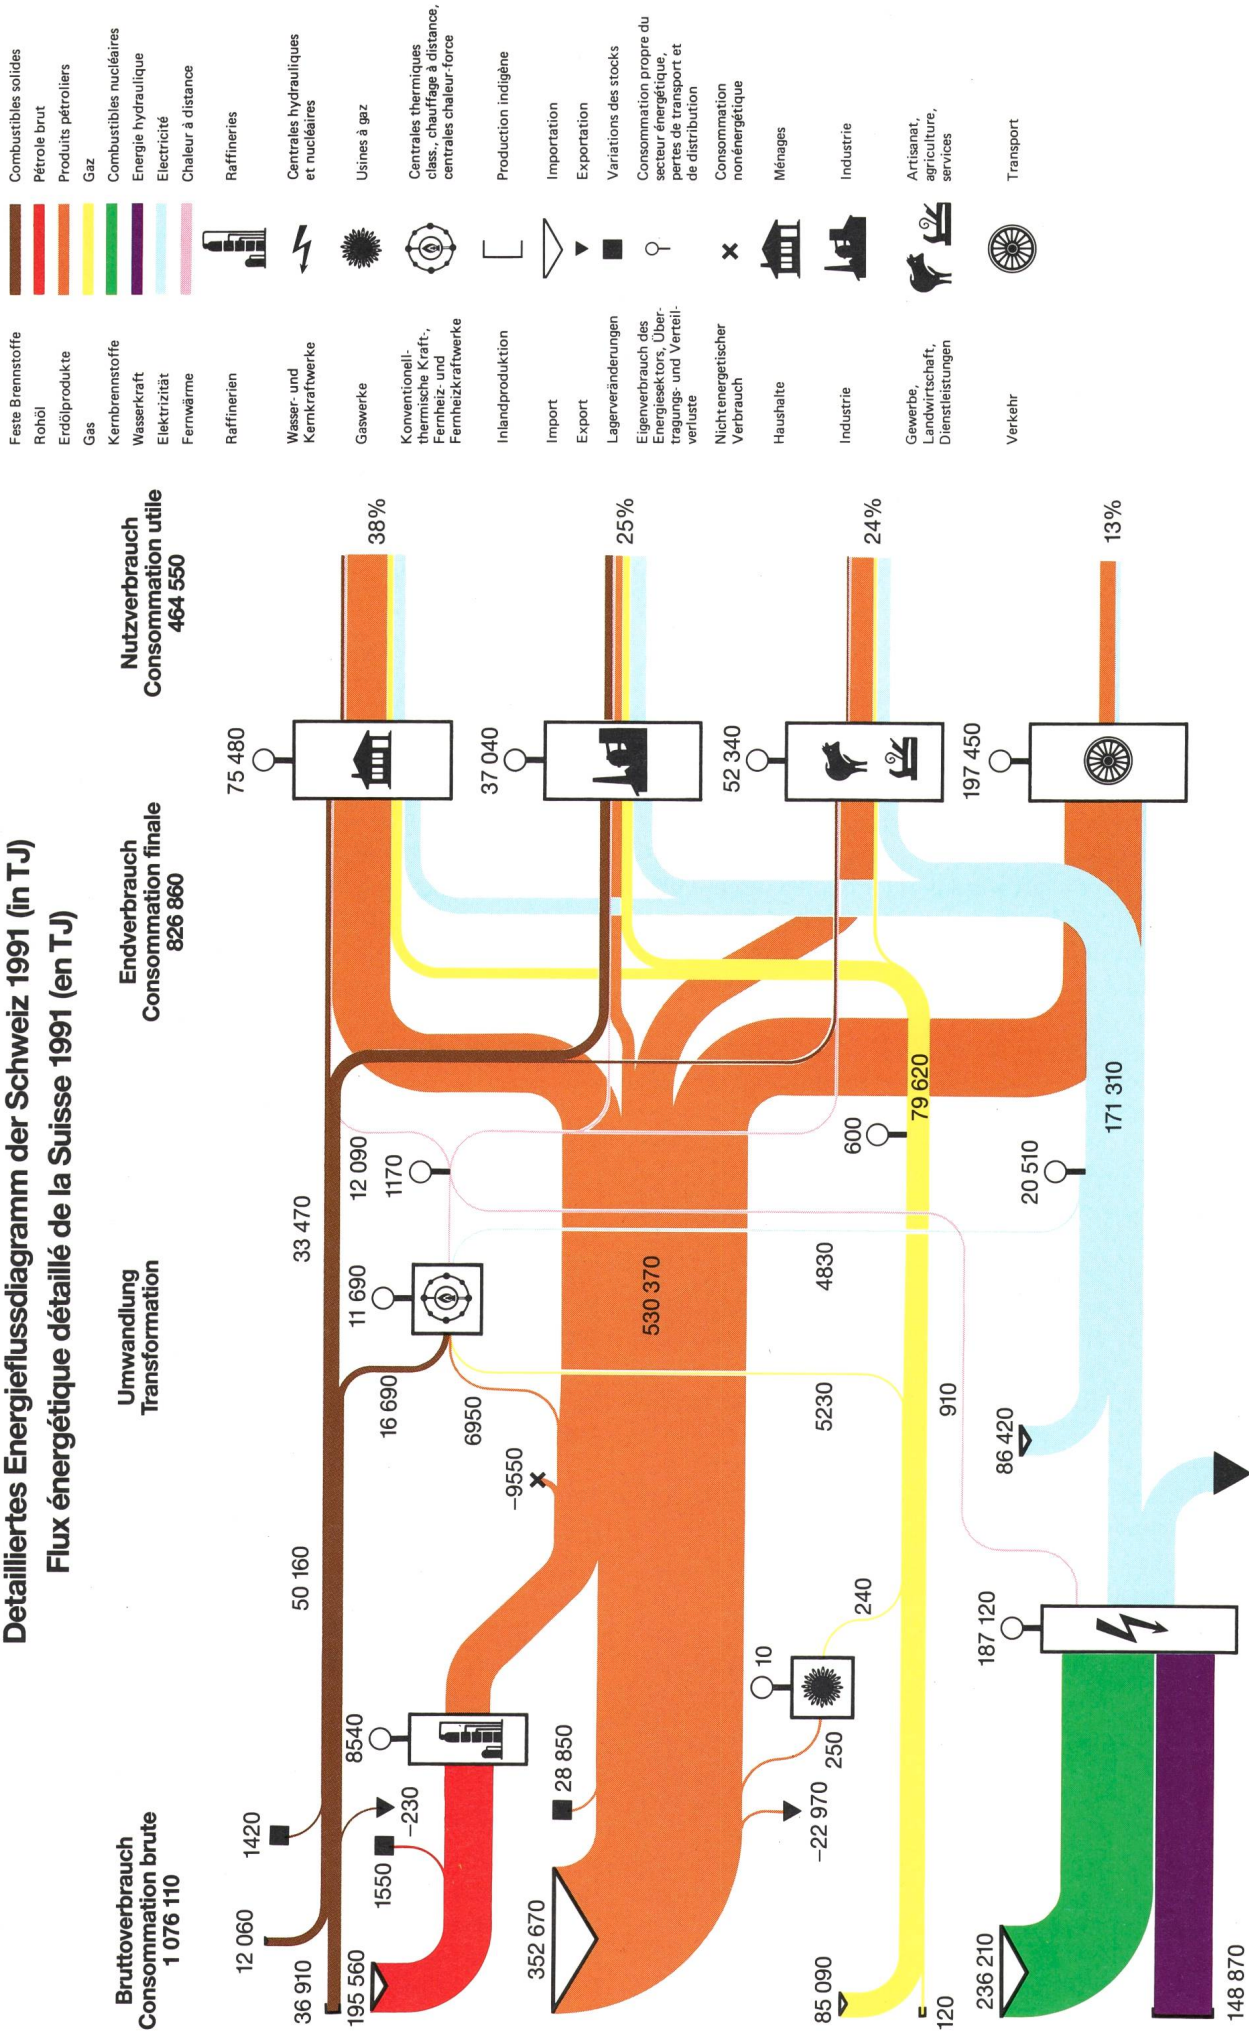 Detailliertes Energieflussdiagramm der Schweiz 1991 (in TJ)
Flux énergétique détaillé de la Suisse 1991 (en TJ)
Bruttoverbrauch
Consommation brute
1 076 110
Umwandlung
Transformation
Endverbrauch
Consommation finale
826 860
Nutzverbrauch
Consommation utile
464 550
12 060
1420
36 910
50 160
33 470
195 560
1550
–230
8540
16 690
11 690
12 090
1170
75 480
38%
6950
–9550
352 670
28 850
530 370
37 040
25%
–22 970
250
10
240
5230
4830
600
79 620
52 340
24%
85 090
120
910
236 210
187 120
86 420
20 510
171 310
197 450
13%
148 870
Feste Brennstoffe
Combustibles solides
Rohöl
Pétrole brut
Erdölprodukte
Produits pétroliers
Gas
Gaz
Kernbrennstoffe
Combustibles nucléaires
Wasserkraft
Energie hydraulique
Elektrizität
Electricité
Fernwärme
Chaleur à distance
Raffinerien
Raffineries
Wasser- und
Kernkraftwerke
Centrales hydrauliques
et nucléaires
Gaswerke
Usines à gaz
Konventionell-
thermische Kraft-,
Fernheiz- und
Fernheizkraftwerke
Centrales thermiques
class., chauffage à distance,
centrales chaleur-force
Inlandproduktion
Production indigène
Import
Importation
Export
Exportation
Lagerveränderungen
Variations des stocks
Eigenverbrauch des
Energiesektors, Über-
tragungs- und Verteil-
verluste
Consommation propre du
secteur énergétique,
pertes de transport et
de distribution
Nichtenergetischer
Verbrauch
Consommation
nonénergétique
Haushalte
Ménages
Industrie
Industrie
Gewerbe,
Landwirtschaft,
Dienstleistungen
Artisanat,
agriculture,
services
Verkehr
Transport